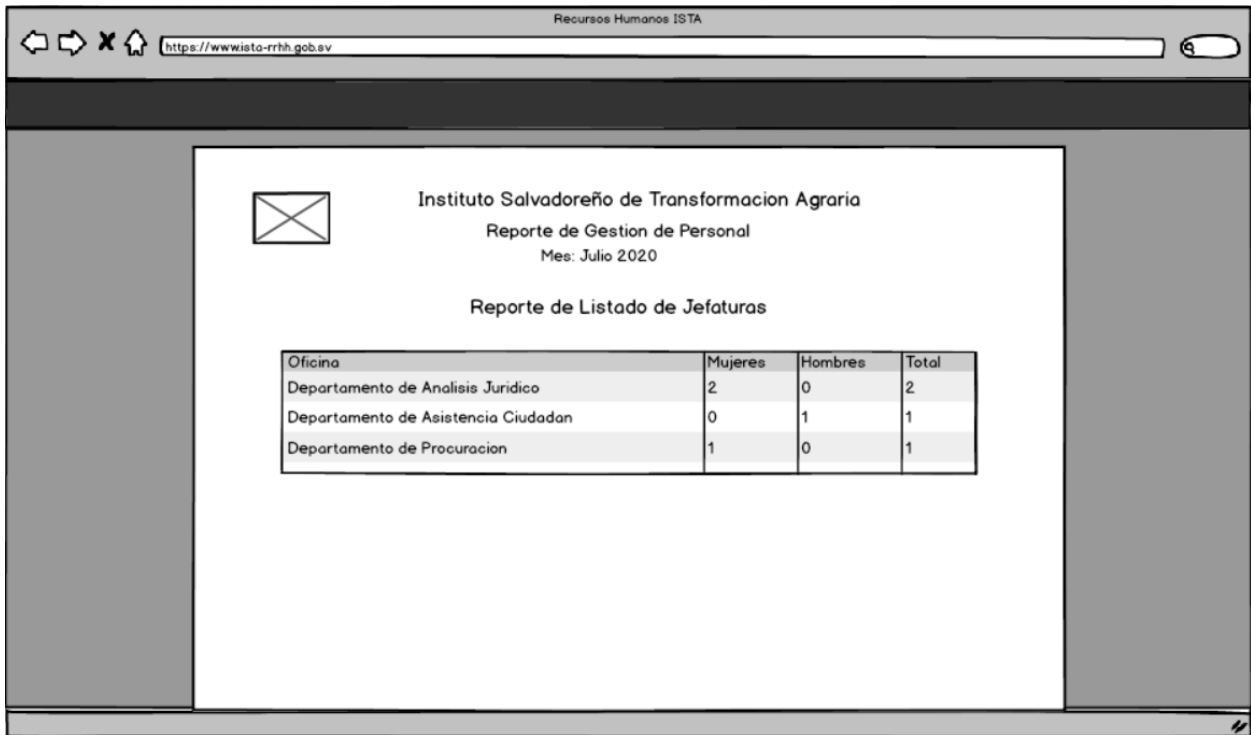 Recursos Humanos ISTA
https://www.ista-rrhh.gob.sv
Instituto Salvadoreño de Transformacion Agraria
Reporte de Gestion de Personal
Mes: Julio 2020
Reporte de Listado de Jefaturas
Oficina Mujeres Hombres Total
Departamento de Analisis Juridico 2 0 2
Departamento de Asistencia Ciudadan 0 1 1
Departamento de Procuracion 1 0 1